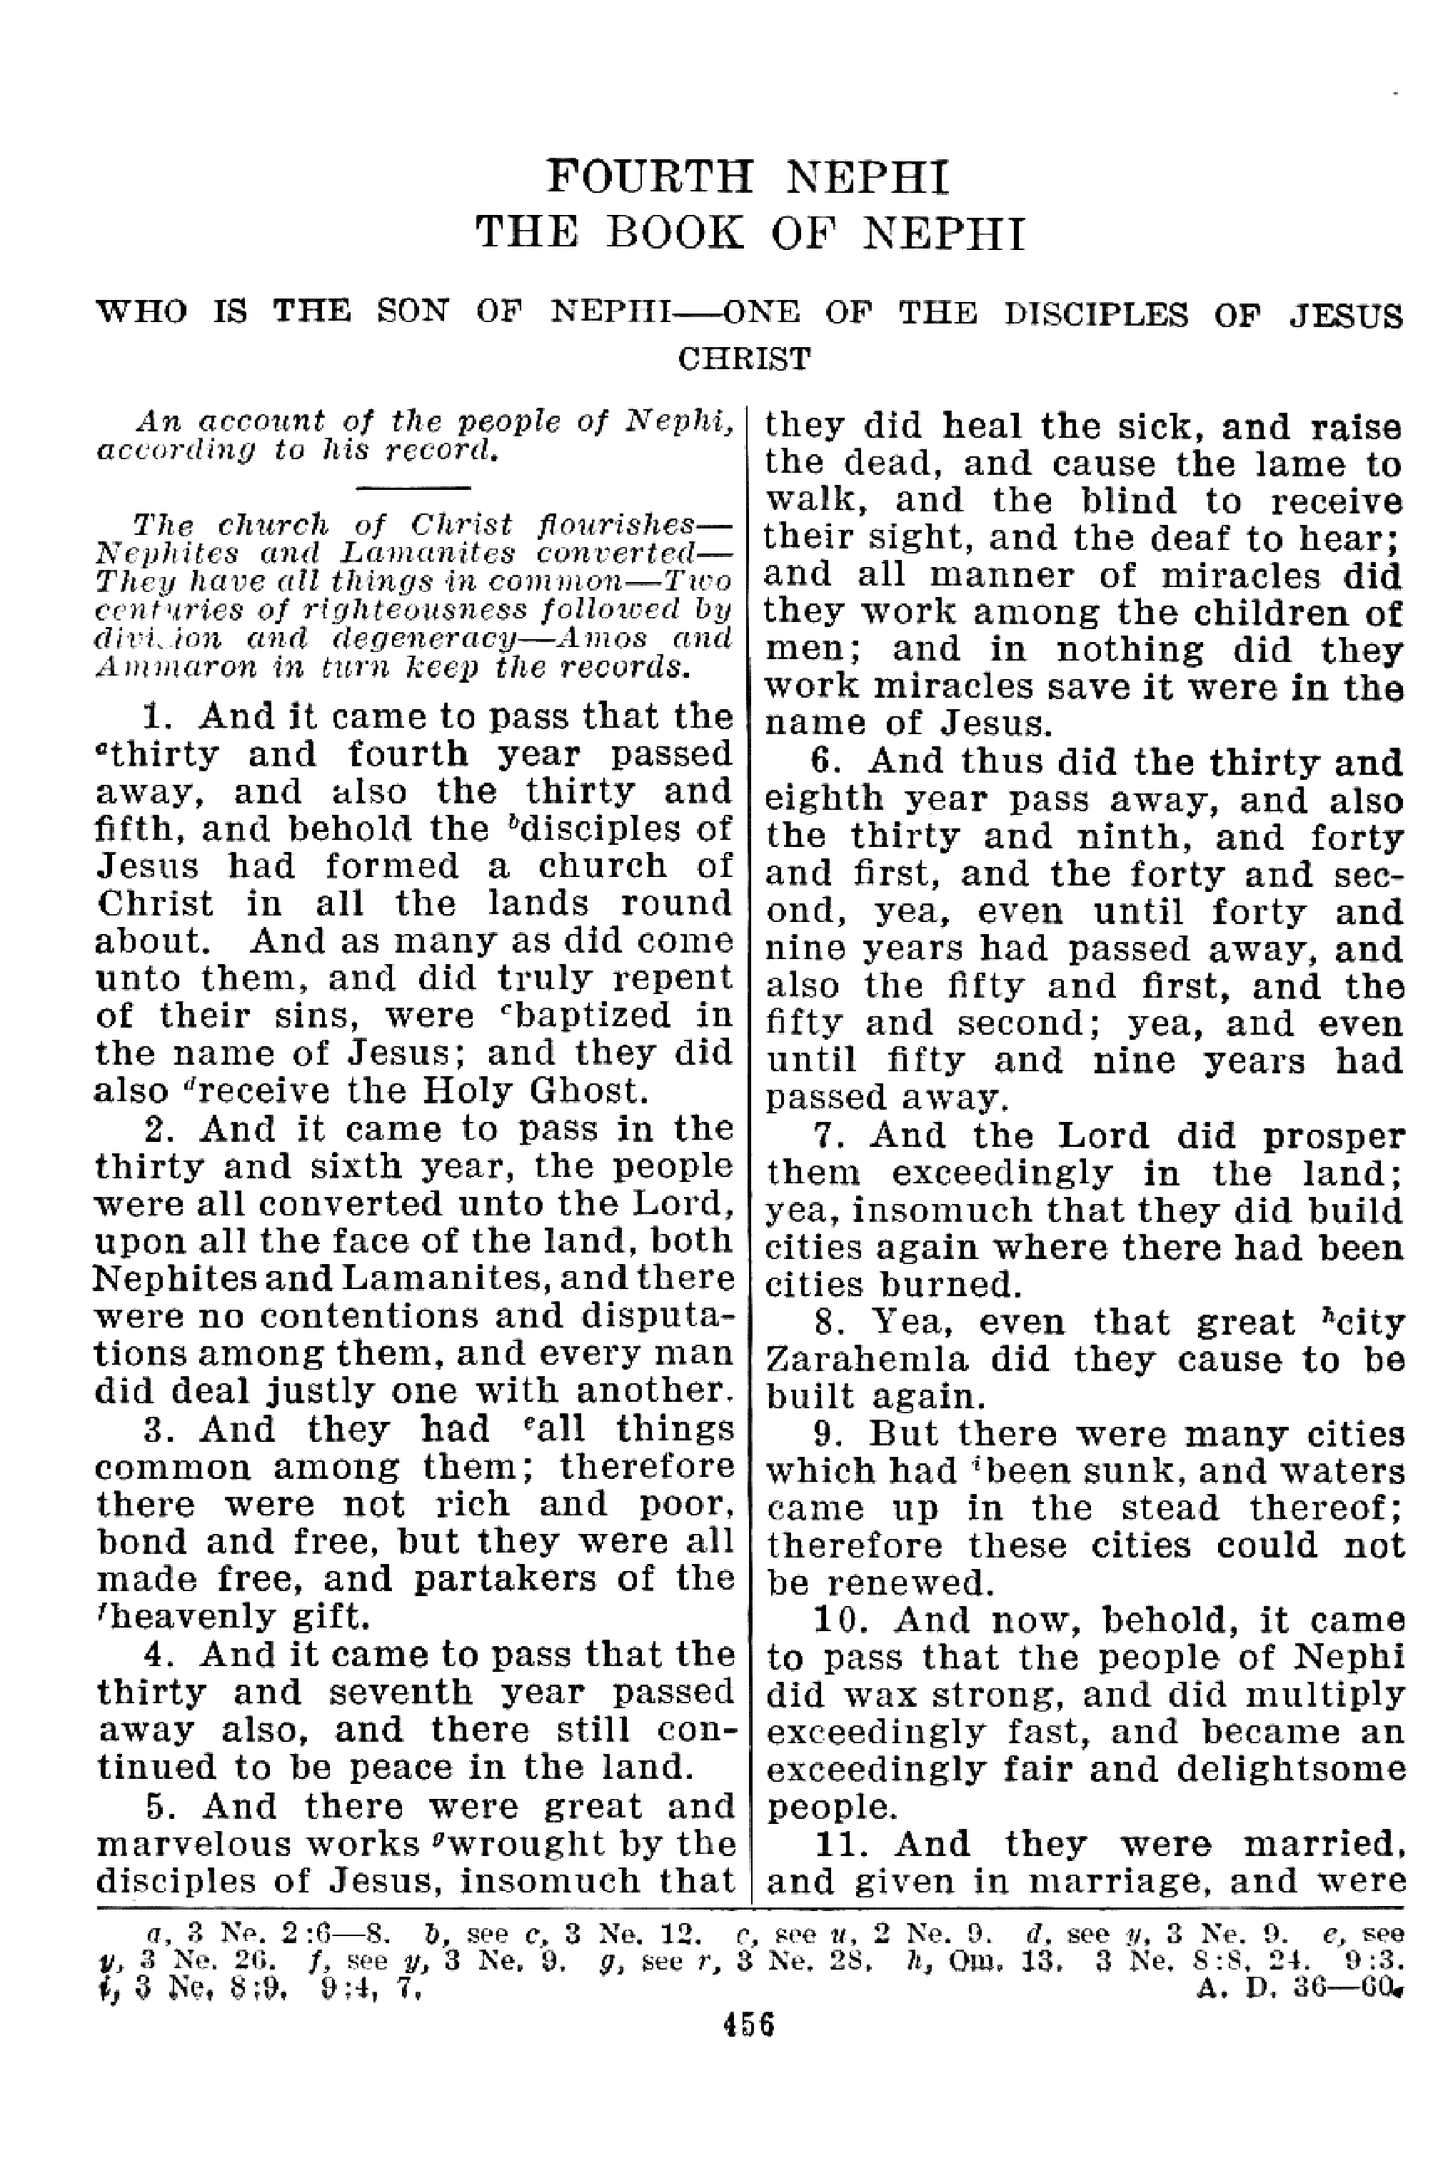 FOURTH NEPHI
THE BOOK OF NEPHI
WHO IS THE SON OF NEPHI—ONE OF THE DISCIPLES OF JESUS
CHRIST
An account of the people of Nephi,
according to his record.
The church of Christ flourishes—
Nephites and Lamanites converted—
They have all things in common—Two
centuries of righteousness followed by
division and degeneracy—Amos and
Ammaron in turn keep the records.
1. And it came to pass that the
ᵃthirty and fourth year passed
away, and also the thirty and
fifth, and behold the ᵇdisciples of
Jesus had formed a church of
Christ in all the lands round
about. And as many as did come
unto them, and did truly repent
of their sins, were ᶜbaptized in
the name of Jesus; and they did
also ᵈreceive the Holy Ghost.
2. And it came to pass in the
thirty and sixth year, the people
were all converted unto the Lord,
upon all the face of the land, both
Nephites and Lamanites, and there
were no contentions and disputa-
tions among them, and every man
did deal justly one with another.
3. And they had ᵉall things
common among them; therefore
there were not rich and poor,
bond and free, but they were all
made free, and partakers of the
ᶠheavenly gift.
4. And it came to pass that the
thirty and seventh year passed
away also, and there still con-
tinued to be peace in the land.
5. And there were great and
marvelous works ᵍwrought by the
disciples of Jesus, insomuch that
they did heal the sick, and raise
the dead, and cause the lame to
walk, and the blind to receive
their sight, and the deaf to hear;
and all manner of miracles did
they work among the children of
men; and in nothing did they
work miracles save it were in the
name of Jesus.
6. And thus did the thirty and
eighth year pass away, and also
the thirty and ninth, and forty
and first, and the forty and sec-
ond, yea, even until forty and
nine years had passed away, and
also the fifty and first, and the
fifty and second; yea, and even
until fifty and nine years had
passed away.
7. And the Lord did prosper
them exceedingly in the land;
yea, insomuch that they did build
cities again where there had been
cities burned.
8. Yea, even that great ʰcity
Zarahemla did they cause to be
built again.
9. But there were many cities
which had ⁱbeen sunk, and waters
came up in the stead thereof;
therefore these cities could not
be renewed.
10. And now, behold, it came
to pass that the people of Nephi
did wax strong, and did multiply
exceedingly fast, and became an
exceedingly fair and delightsome
people.
11. And they were married,
and given in marriage, and were
a, 3 Ne. 2:6—8. b, see c, 3 Ne. 12. c, see u, 2 Ne. 9. d, see y, 3 Ne. 9. e, see
y, 3 Ne. 26. f, see y, 3 Ne. 9. g, see r, 3 Ne. 28. h, Om. 13. 3 Ne. 8:8, 24. 9:3.
i, 3 Ne. 8:9. 9:4, 7. A. D. 36—60.
456